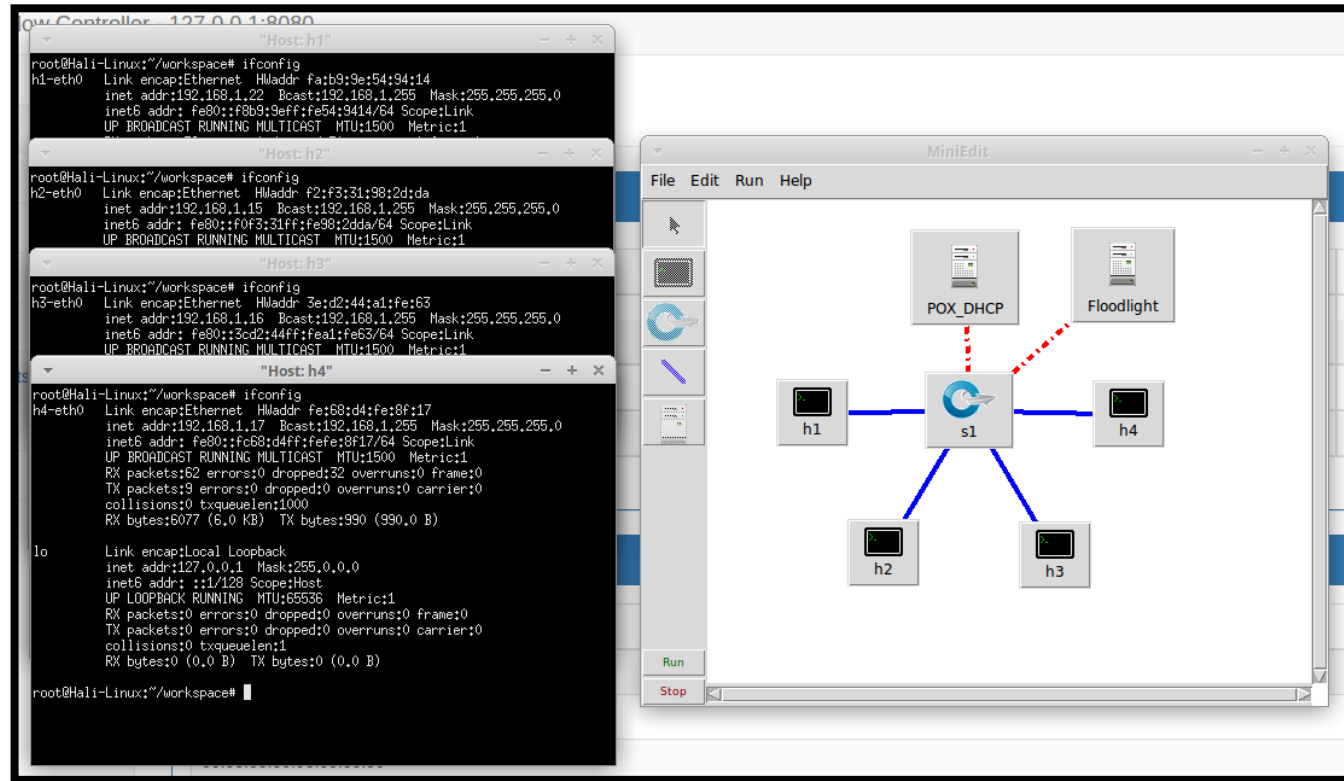 low Controller - 127.0.0.1:8080
"Host: h1"
root@Hali-Linux:~/workspace# ifconfig
h1-eth0 Link encap:Ethernet HWaddr fa:b9:9e:54:94:14
inet addr:192.168.1.22 Bcast:192.168.1.255 Mask:255.255.255.0
inet6 addr: fe80::f8b9:9eff:fe54:9414/64 Scope:Link
UP BROADCAST RUNNING MULTICAST MTU:1500 Metric:1
"Host: h2"
root@Hali-Linux:~/workspace# ifconfig
h2-eth0 Link encap:Ethernet HWaddr f2:f3:31:98:2d:da
inet addr:192.168.1.15 Bcast:192.168.1.255 Mask:255.255.255.0
inet6 addr: fe80::f0f3:31ff:fe98:2dda/64 Scope:Link
UP BROADCAST RUNNING MULTICAST MTU:1500 Metric:1
"Host: h3"
root@Hali-Linux:~/workspace# ifconfig
h3-eth0 Link encap:Ethernet HWaddr 3e:d2:44:a1:fe:63
inet addr:192.168.1.16 Bcast:192.168.1.255 Mask:255.255.255.0
inet6 addr: fe80::3cd2:44ff:fea1:fe63/64 Scope:Link
UP BROADCAST RUNNING MULTICAST MTU:1500 Metric:1
"Host: h4"
root@Hali-Linux:~/workspace# ifconfig
h4-eth0 Link encap:Ethernet HWaddr fe:68:d4:fe:8f:17
inet addr:192.168.1.17 Bcast:192.168.1.255 Mask:255.255.255.0
inet6 addr: fe80::fc68:d4ff:fefe:8f17/64 Scope:Link
UP BROADCAST RUNNING MULTICAST MTU:1500 Metric:1
RX packets:62 errors:0 dropped:32 overruns:0 frame:0
TX packets:9 errors:0 dropped:0 overruns:0 carrier:0
collisions:0 txqueuelen:1000
RX bytes:6077 (6.0 KB) TX bytes:990 (990.0 B)
lo Link encap:Local Loopback
inet addr:127.0.0.1 Mask:255.0.0.0
inet6 addr: ::1/128 Scope:Host
UP LOOPBACK RUNNING MTU:65536 Metric:1
RX packets:0 errors:0 dropped:0 overruns:0 frame:0
TX packets:0 errors:0 dropped:0 overruns:0 carrier:0
collisions:0 txqueuelen:1
RX bytes:0 (0.0 B) TX bytes:0 (0.0 B)
root@Hali-Linux:~/workspace#
MiniEdit
File Edit Run Help
POX_DHCP
Floodlight
h1
s1
h4
h2
h3
Run
Stop